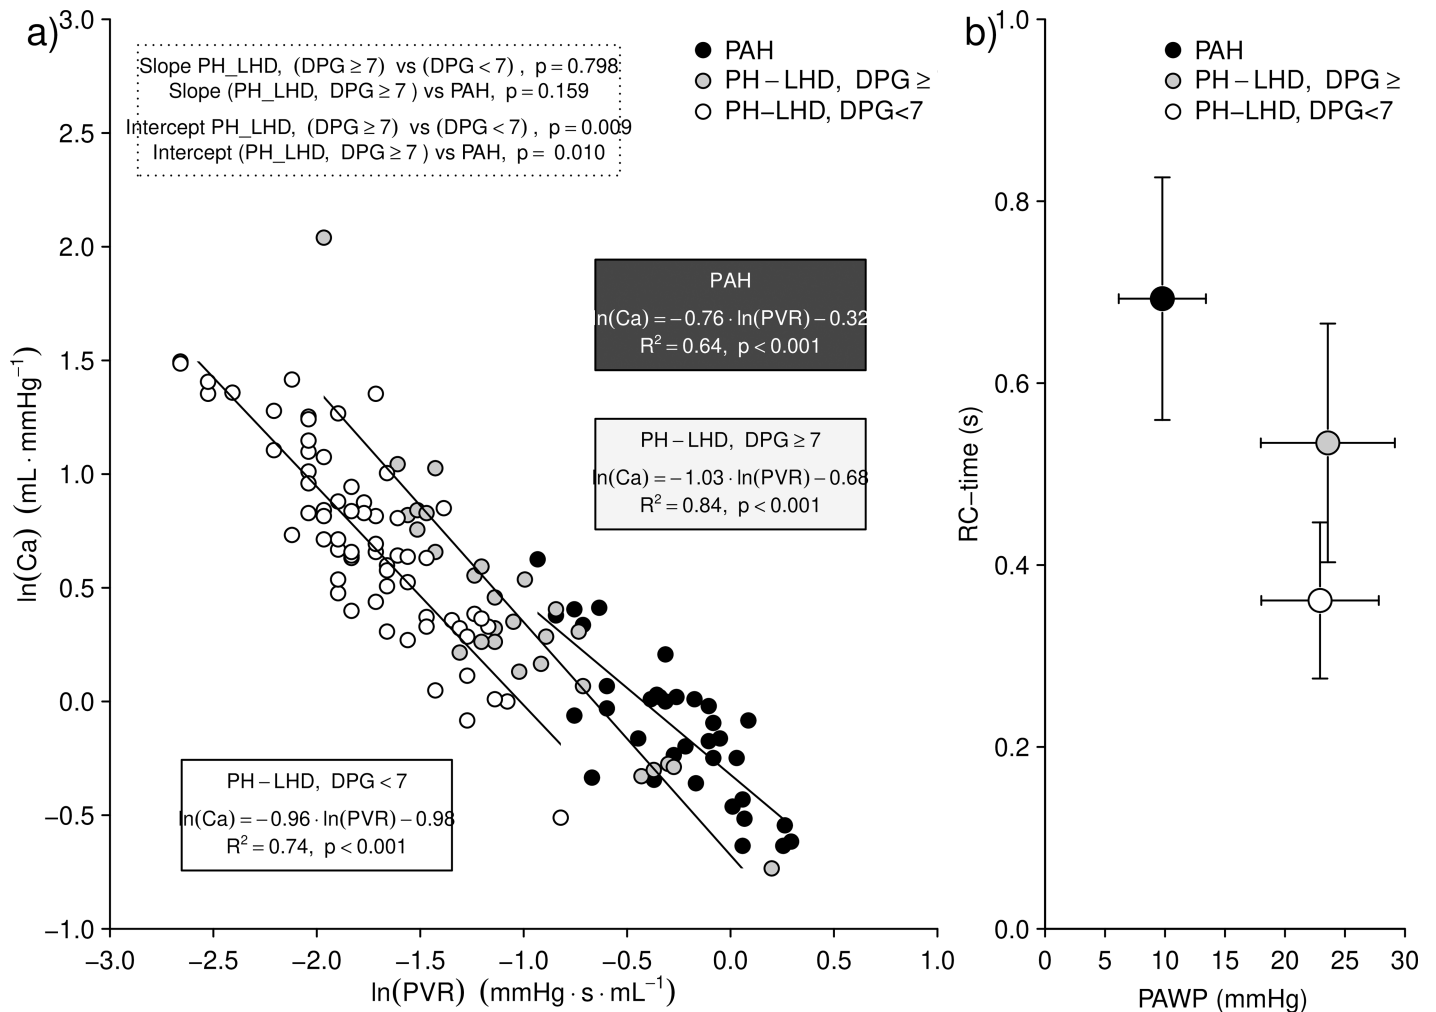 a)
Slope PH_LHD, (DPG ≥ 7) vs (DPG < 7) , p = 0.798
Slope (PH_LHD, DPG ≥ 7 ) vs PAH, p = 0.159
Intercept PH_LHD, (DPG ≥ 7) vs (DPG < 7) , p = 0.009
Intercept (PH_LHD, DPG ≥ 7 ) vs PAH, p = 0.010
PAH
PH – LHD, DPG ≥
PH–LHD, DPG<7
PAH
ln(Ca) = – 0.76 · ln(PVR) – 0.32
R² = 0.64, p < 0.001
PH – LHD, DPG ≥ 7
ln(Ca) = – 1.03 · ln(PVR) – 0.68
R² = 0.84, p < 0.001
PH – LHD, DPG < 7
ln(Ca) = – 0.96 · ln(PVR) – 0.98
R² = 0.74, p < 0.001
ln(Ca) (mL · mmHg⁻¹)
3.0
2.5
2.0
1.5
1.0
0.5
0.0
−0.5
−1.0
−3.0 −2.5 −2.0 −1.5 −1.0 −0.5 0.0 0.5 1.0
ln(PVR) (mmHg · s · mL⁻¹)
b)
PAH
PH – LHD, DPG ≥
PH–LHD, DPG<7
RC−time (s)
1.0
0.8
0.6
0.4
0.2
0.0
0 5 10 15 20 25 30
PAWP (mmHg)